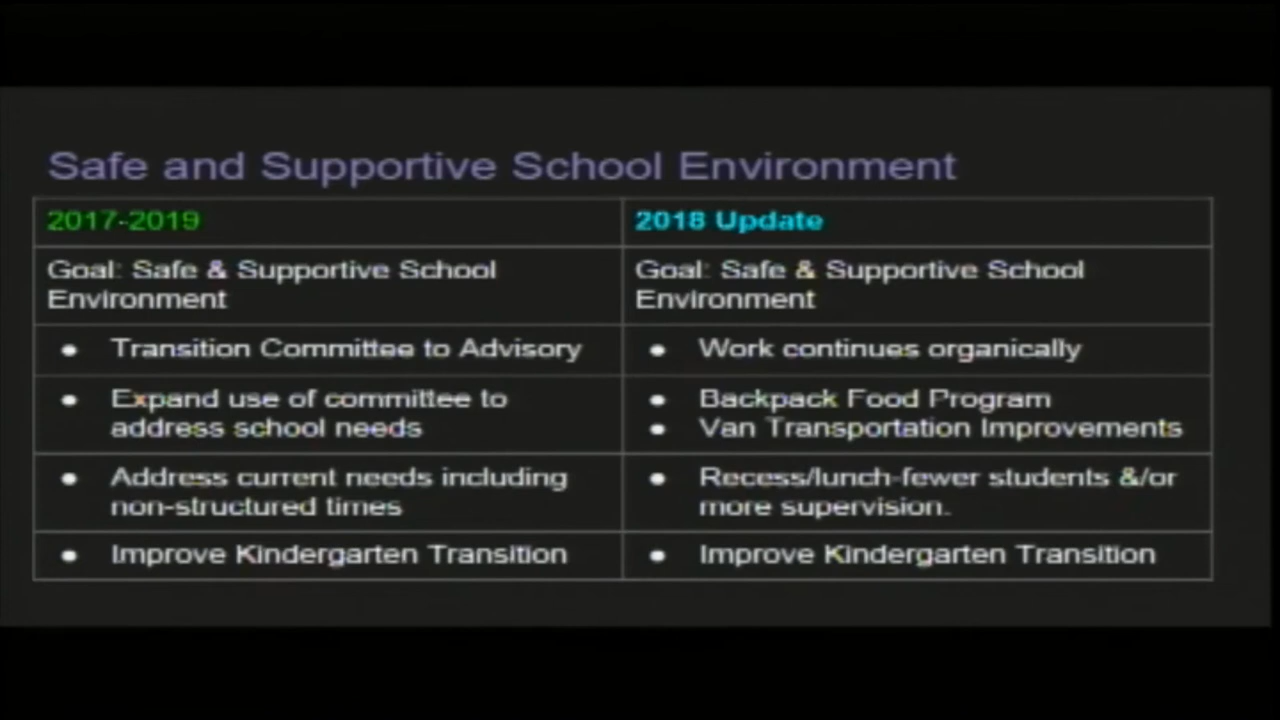 Safe and Supportive School Environment
2017-2019
2018 Update
Goal: Safe & Supportive School
Environment
Goal: Safe & Supportive School
Environment
● Transition Committee to Advisory
● Work continues organically
● Expand use of committee to
address school needs
● Backpack Food Program
● Van Transportation Improvements
● Address current needs including
non-structured times
● Recess/lunch-fewer students &/or
more supervision.
● Improve Kindergarten Transition
● Improve Kindergarten Transition